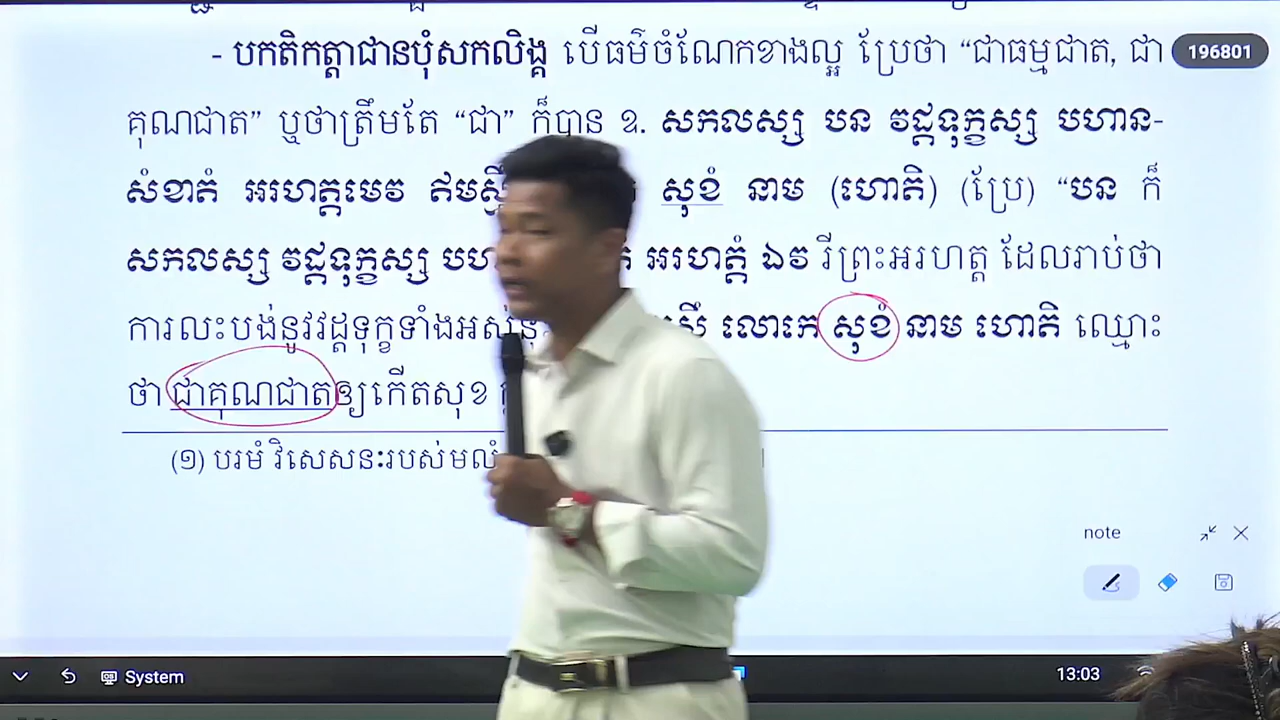 - បកតិកត្តាជានបុំសកលិង្គ បើធម៌ចំណែកខាងល្អ ប្រែថា “ជាធម្មជាត, ជា
196801
គុណជាត” ឬថាត្រឹមតែ “ជា” ក៏បាន ឧ. សកលស្ស បន វដ្តទុក្ខស្ស បហាន-
សំខាតំ អរហត្តមេវ ឥមស្មឹ សុខំ នាម (ហោតិ) (ប្រែ) “បន ក៏
សកលស្ស វដ្តទុក្ខស្ស អរហត្តំ ឯវ រីព្រះអរហត្ត ដែលរាប់ថា
ការលះបង់នូវវដ្តទុក្ខទាំងអស់នុ៎ះ លោកេ សុខំ នាម ហោតិ ឈ្មោះ
ថា ជាគុណជាតឲ្យកើតសុខ
(១) បរមំ វិសេសនៈរបស់មលំ
note
System
13:03